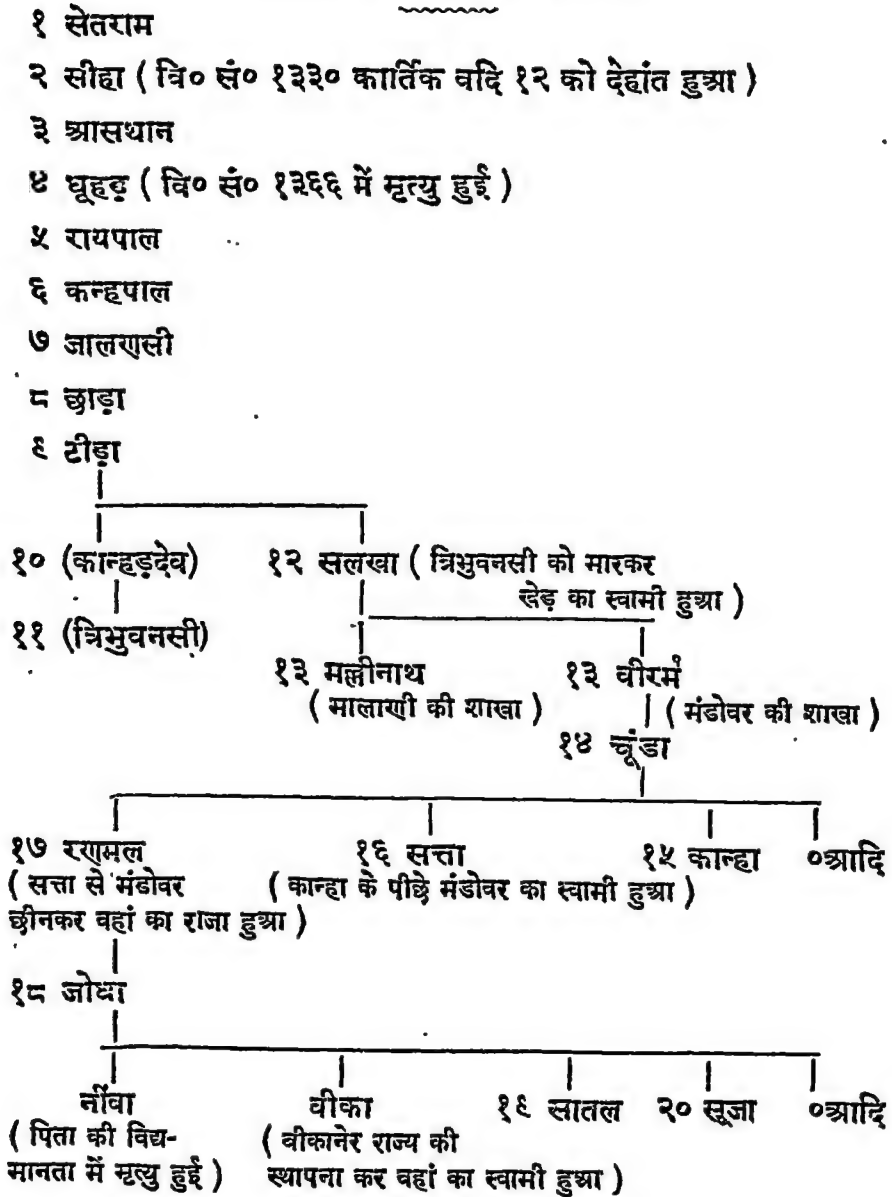 १ सेतराम
२ सीहा ( वि० सं० १३३० कार्तिक वदि १२ को देहांत हुआ )
३ आसथान
४ धूहड़ ( वि० सं० १३६६ में मृत्यु हुई )
५ रायपाल
६ कन्हपाल
७ जालणसी
८ छाड़ा
९ टीड़ा
१० (कान्हड़देव) १२ सलखा ( त्रिभुवनसी को मारकर
खेड़ का स्वामी हुआ )
११ (त्रिभुवनसी)
१३ मल्लीनाथ १३ वीरम
( मालाणी की शाखा ) ( मंडोवर की शाखा )
१४ चूंडा
१७ रणमल १६ सत्ता १५ कान्हा ०आदि
( सत्ता से मंडोवर ( कान्हा के पीछे मंडोवर का स्वामी हुआ )
छीनकर वहां का राजा हुआ )
१८ जोधा
नींवा वीका १९ सातल २० सूजा ०आदि
( पिता की विद्य- ( वीकानेर राज्य की
मानता में मृत्यु हुई ) स्थापना कर वहां का स्वामी हुआ )